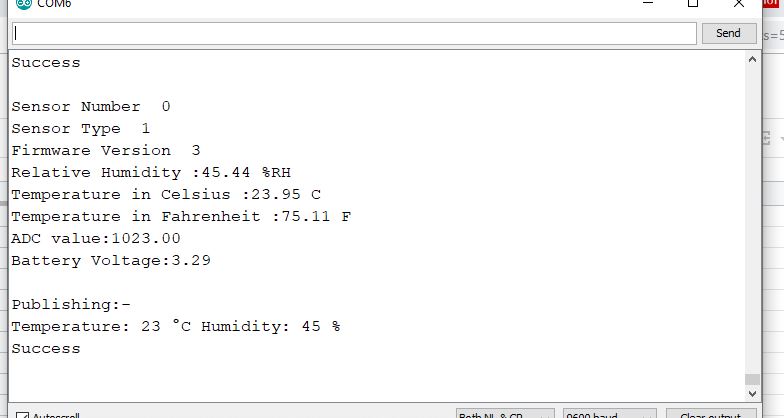 COM6
Send
Success
Sensor Number  0
Sensor Type  1
Firmware Version  3
Relative Humidity :45.44 %RH
Temperature in Celsius :23.95 C
Temperature in Fahrenheit :75.11 F
ADC value:1023.00
Battery Voltage:3.29
Publishing:-
Temperature: 23 °C Humidity: 45 %
Success
Autoscroll
Both NL & CR
9600 baud
Clear output